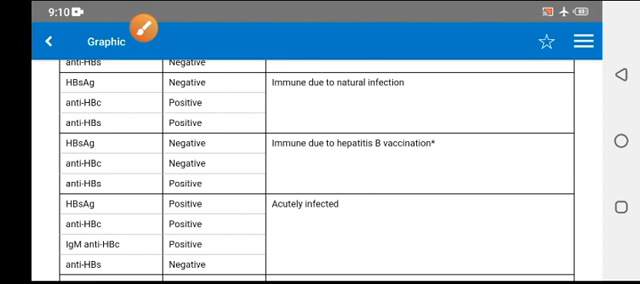 9:10
Graphic
anti-HBs Negative
HBsAg Negative Immune due to natural infection
anti-HBc Positive
anti-HBs Positive
HBsAg Negative Immune due to hepatitis B vaccination*
anti-HBc Negative
anti-HBs Positive
HBsAg Positive Acutely infected
anti-HBc Positive
IgM anti-HBc Positive
anti-HBs Negative